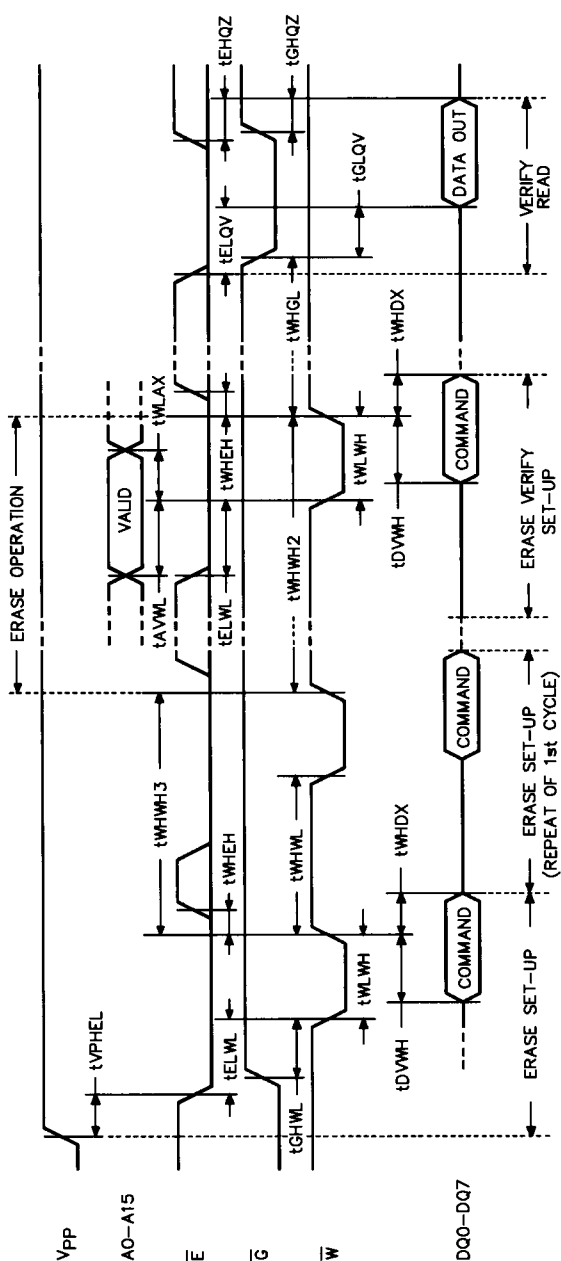 ERASE OPERATION
VPP
tVPHEL
A0-A15
VALID
tAVWL
tWLAX
tWHWH3
E
tELWL
tWHEH
tELWL
tWHEH
tELQV
tEHQZ
G
tGHWL
tWHWL
tWHWH2
tWHGL
tGHQZ
W
tWLWH
tWLWH
tGLQV
tDVWH
tWHDX
tDVWH
tWHDX
DQ0-DQ7
COMMAND
COMMAND
COMMAND
DATA OUT
ERASE SET-UP
ERASE SET-UP
(REPEAT OF 1st CYCLE)
ERASE VERIFY
SET-UP
VERIFY
READ